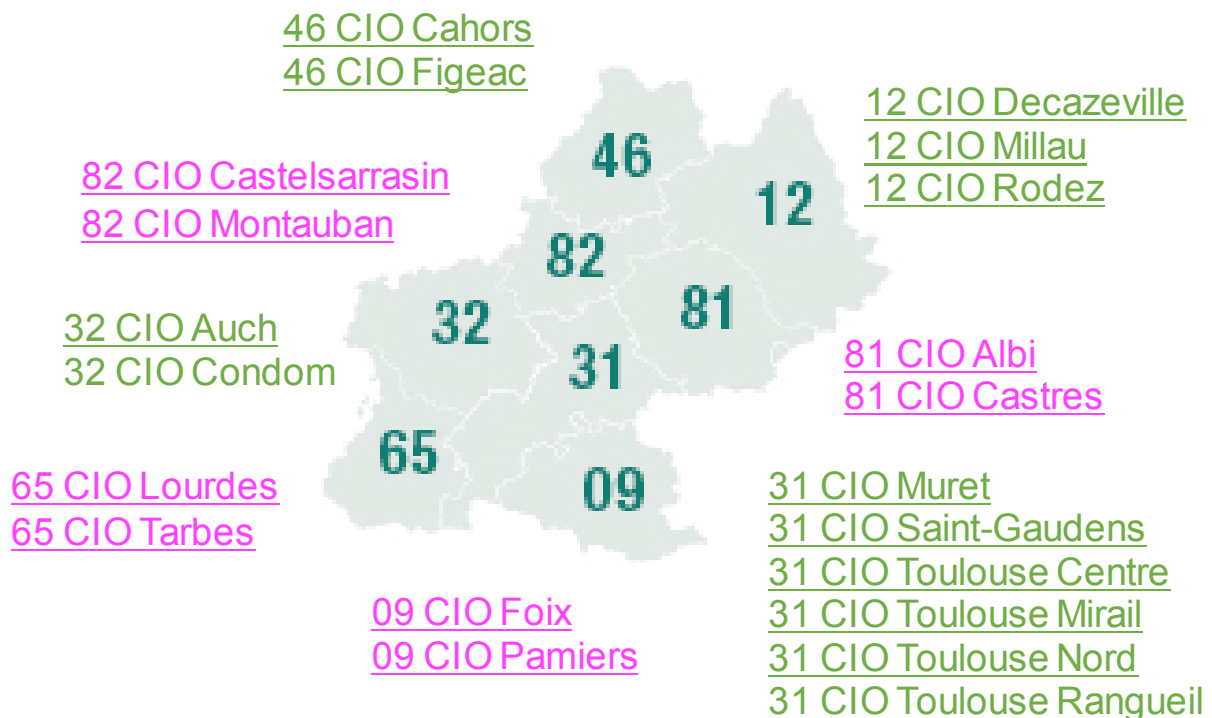 46 CIO Cahors
46 CIO Figeac
12 CIO Decazeville
12 CIO Millau
12 CIO Rodez
82 CIO Castelsarrasin
82 CIO Montauban
46
12
82
81
32
31
65
09
32 CIO Auch
32 CIO Condom
81 CIO Albi
81 CIO Castres
65 CIO Lourdes
65 CIO Tarbes
09 CIO Foix
09 CIO Pamiers
31 CIO Muret
31 CIO Saint-Gaudens
31 CIO Toulouse Centre
31 CIO Toulouse Mirail
31 CIO Toulouse Nord
31 CIO Toulouse Rangueil